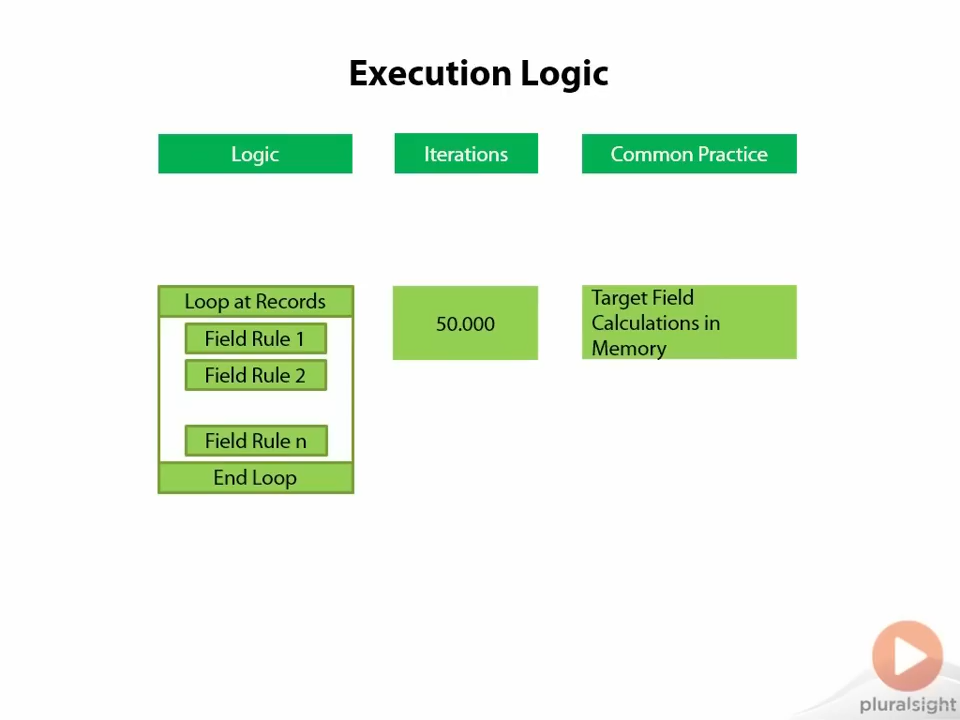 Execution Logic
Logic
Iterations
Common Practice
Loop at Records
Field Rule 1
Field Rule 2
Field Rule n
End Loop
50.000
Target Field
Calculations in
Memory
pluralsight